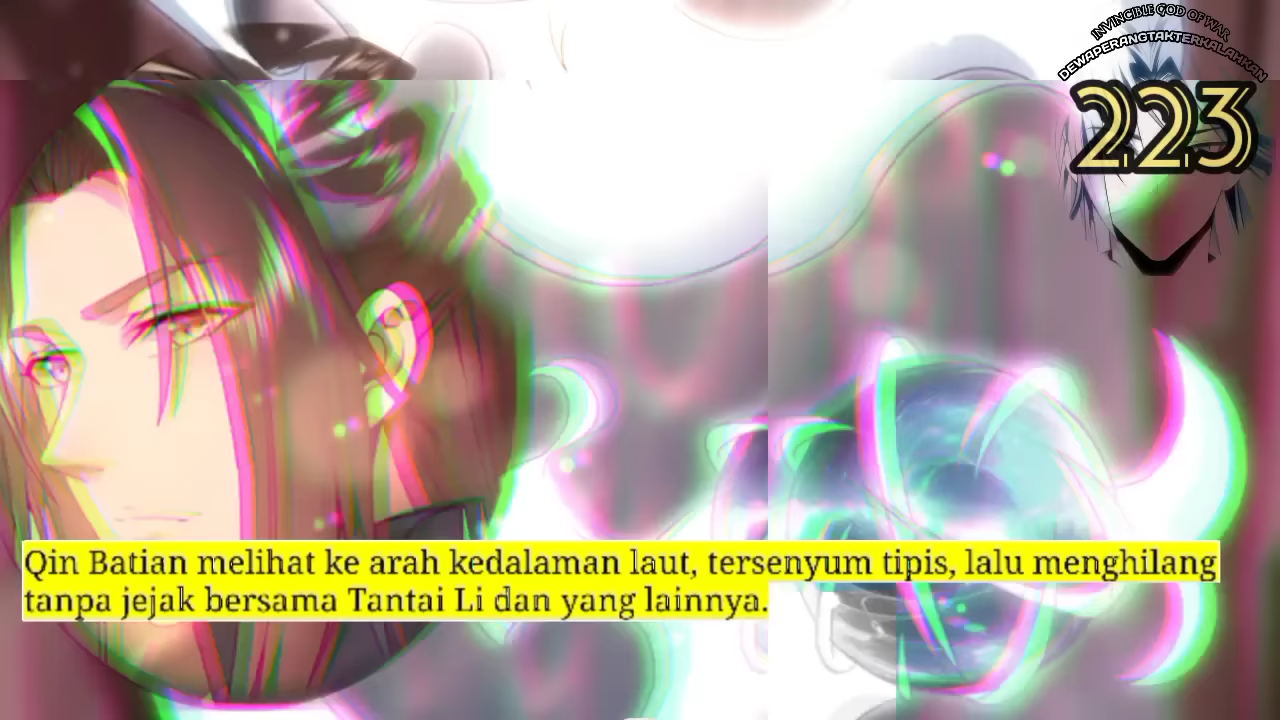 INVINCIBLE GOD OF WAR
DEWAPERANGTAKTERKALAHKAN
223
Qin Batian melihat ke arah kedalaman laut, tersenyum tipis, lalu menghilang
tanpa jejak bersama Tantai Li dan yang lainnya.